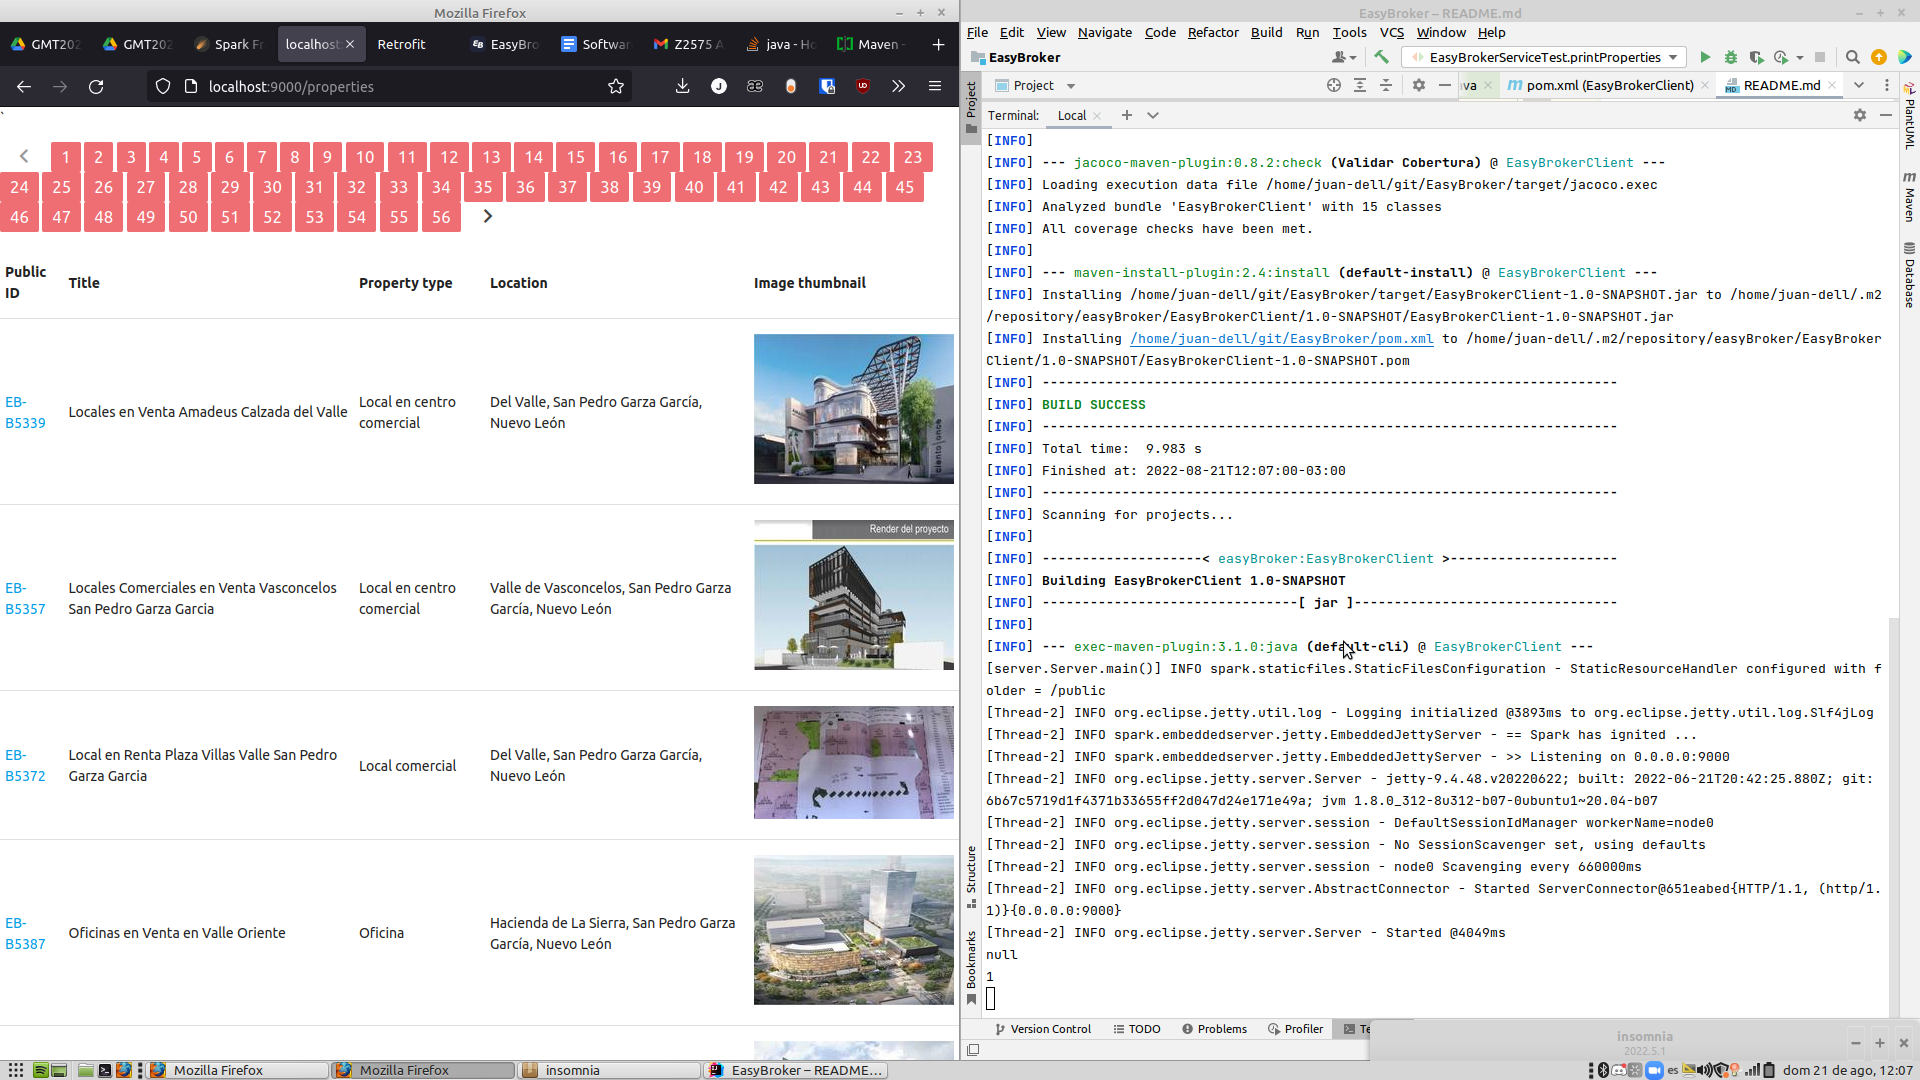 Mozilla Firefox
GMT202
GMT202
Spark Fr
localhost
Retrofit
EB EasyBro
Softwar
Z2575 A
java - Ho
Maven -
localhost:9000/properties
`
1 2 3 4 5 6 7 8 9 10 11 12 13 14 15 16 17 18 19 20 21 22 23
24 25 26 27 28 29 30 31 32 33 34 35 36 37 38 39 40 41 42 43 44 45
46 47 48 49 50 51 52 53 54 55 56
Public ID
Title
Property type
Location
Image thumbnail
EB-
B5339
Locales en Venta Amadeus Calzada del Valle
Local en centro
comercial
Del Valle, San Pedro Garza García,
Nuevo León
ciento once
EB-
B5357
Locales Comerciales en Venta Vasconcelos
San Pedro Garza Garcia
Local en centro
comercial
Valle de Vasconcelos, San Pedro Garza
García, Nuevo León
Render del proyecto
EB-
B5372
Local en Renta Plaza Villas Valle San Pedro
Garza Garcia
Local comercial
Del Valle, San Pedro Garza García,
Nuevo León
EB-
B5387
Oficinas en Venta en Valle Oriente
Oficina
Hacienda de La Sierra, San Pedro Garza
García, Nuevo León
EasyBroker – README.md
File Edit View Navigate Code Refactor Build Run Tools VCS Window Help
EasyBroker
EasyBrokerServiceTest.printProperties
Project
Project
va
pom.xml (EasyBrokerClient)
README.md
Terminal: Local
[INFO]
[INFO] --- jacoco-maven-plugin:0.8.2:check (Validar Cobertura) @ EasyBrokerClient ---
[INFO] Loading execution data file /home/juan-dell/git/EasyBroker/target/jacoco.exec
[INFO] Analyzed bundle 'EasyBrokerClient' with 15 classes
[INFO] All coverage checks have been met.
[INFO]
[INFO] --- maven-install-plugin:2.4:install (default-install) @ EasyBrokerClient ---
[INFO] Installing /home/juan-dell/git/EasyBroker/target/EasyBrokerClient-1.0-SNAPSHOT.jar to /home/juan-dell/.m2
/repository/easyBroker/EasyBrokerClient/1.0-SNAPSHOT/EasyBrokerClient-1.0-SNAPSHOT.jar
[INFO] Installing /home/juan-dell/git/EasyBroker/pom.xml to /home/juan-dell/.m2/repository/easyBroker/EasyBroker
Client/1.0-SNAPSHOT/EasyBrokerClient-1.0-SNAPSHOT.pom
[INFO] ------------------------------------------------------------------------
[INFO] BUILD SUCCESS
[INFO] ------------------------------------------------------------------------
[INFO] Total time:  9.983 s
[INFO] Finished at: 2022-08-21T12:07:00-03:00
[INFO] ------------------------------------------------------------------------
[INFO] Scanning for projects...
[INFO]
[INFO] --------------------< easyBroker:EasyBrokerClient >---------------------
[INFO] Building EasyBrokerClient 1.0-SNAPSHOT
[INFO] --------------------------------[ jar ]---------------------------------
[INFO]
[INFO] --- exec-maven-plugin:3.1.0:java (default-cli) @ EasyBrokerClient ---
[server.Server.main()] INFO spark.staticfiles.StaticFilesConfiguration - StaticResourceHandler configured with f
older = /public
[Thread-2] INFO org.eclipse.jetty.util.log - Logging initialized @3893ms to org.eclipse.jetty.util.log.Slf4jLog
[Thread-2] INFO spark.embeddedserver.jetty.EmbeddedJettyServer - == Spark has ignited ...
[Thread-2] INFO spark.embeddedserver.jetty.EmbeddedJettyServer - >> Listening on 0.0.0.0:9000
[Thread-2] INFO org.eclipse.jetty.server.Server - jetty-9.4.48.v20220622; built: 2022-06-21T20:42:25.880Z; git:
6b67c5719d1f4371b33655ff2d047d24e171e49a; jvm 1.8.0_312-8u312-b07-0ubuntu1~20.04-b07
[Thread-2] INFO org.eclipse.jetty.server.session - DefaultSessionIdManager workerName=node0
[Thread-2] INFO org.eclipse.jetty.server.session - No SessionScavenger set, using defaults
[Thread-2] INFO org.eclipse.jetty.server.session - node0 Scavenging every 660000ms
[Thread-2] INFO org.eclipse.jetty.server.AbstractConnector - Started ServerConnector@651eabed{HTTP/1.1, (http/1.
1)}{0.0.0.0:9000}
[Thread-2] INFO org.eclipse.jetty.server.Server - Started @4049ms
null
1
Structure
Bookmarks
PlantUML
Maven
Database
Version Control TODO Problems Profiler Te
insomnia
2022.5.1
Mozilla Firefox
Mozilla Firefox
insomnia
EasyBroker – README...
es
dom 21 de ago, 12:07